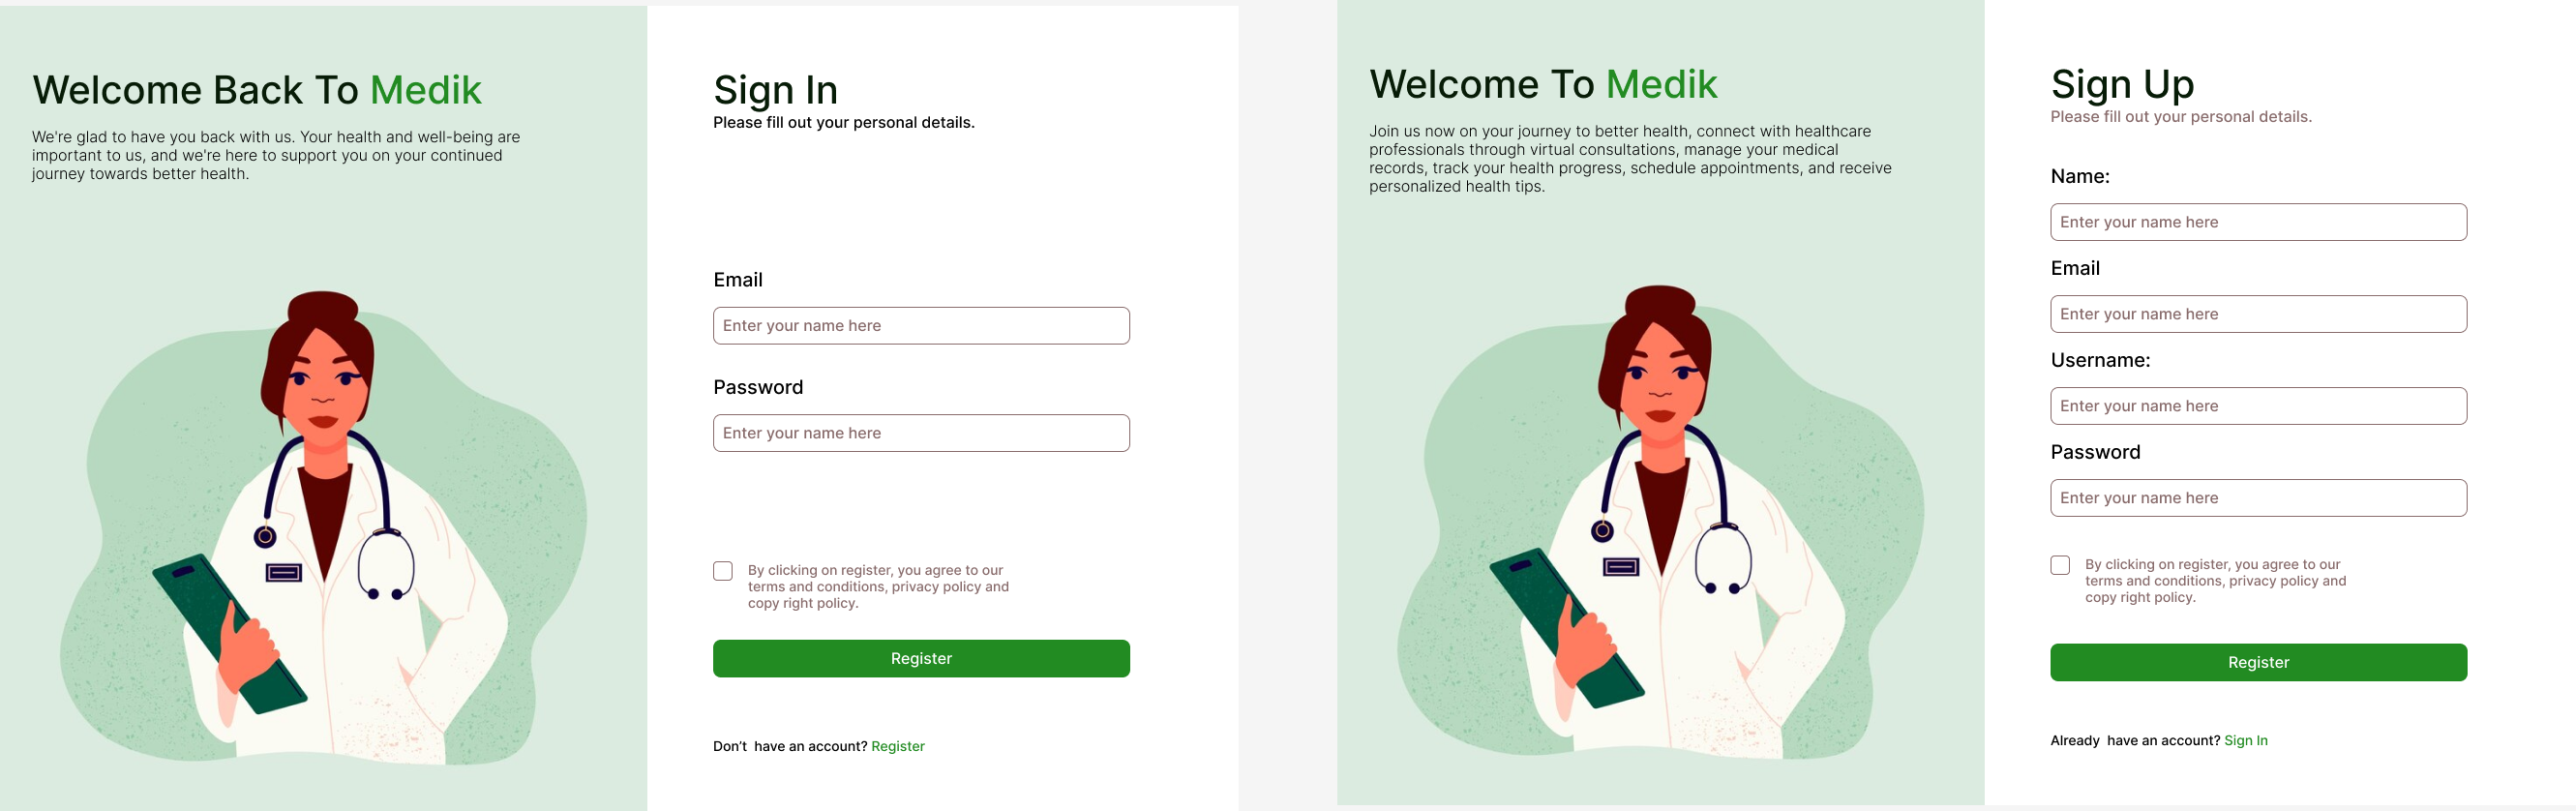 Welcome Back To Medik
We're glad to have you back with us. Your health and well-being are
important to us, and we're here to support you on your continued
journey towards better health.
Sign In
Please fill out your personal details.
Email
Enter your name here
Password
Enter your name here
By clicking on register, you agree to our
terms and conditions, privacy policy and
copy right policy.
Register
Don't  have an account? Register
Welcome To Medik
Join us now on your journey to better health, connect with healthcare
professionals through virtual consultations, manage your medical
records, track your health progress, schedule appointments, and receive
personalized health tips.
Sign Up
Please fill out your personal details.
Name:
Enter your name here
Email
Enter your name here
Username:
Enter your name here
Password
Enter your name here
By clicking on register, you agree to our
terms and conditions, privacy policy and
copy right policy.
Register
Already  have an account? Sign In